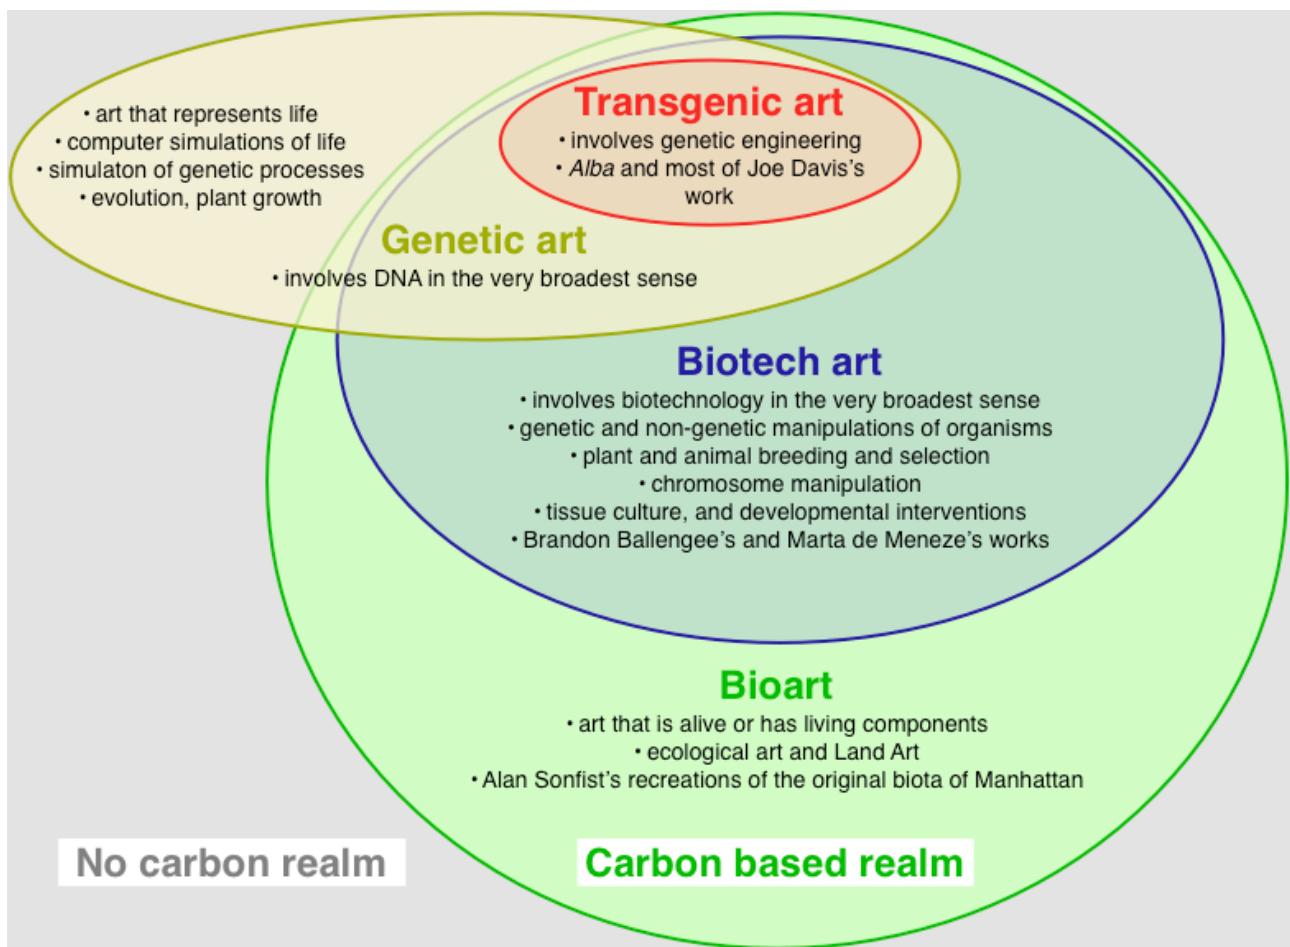 • art that represents life
• computer simulations of life
• simulaton of genetic processes
• evolution, plant growth
Transgenic art
• involves genetic engineering
• Alba and most of Joe Davis's
work
Genetic art
• involves DNA in the very broadest sense
Biotech art
• involves biotechnology in the very broadest sense
• genetic and non-genetic manipulations of organisms
• plant and animal breeding and selection
• chromosome manipulation
• tissue culture, and developmental interventions
• Brandon Ballengee's and Marta de Meneze's works
Bioart
• art that is alive or has living components
• ecological art and Land Art
• Alan Sonfist's recreations of the original biota of Manhattan
No carbon realm
Carbon based realm